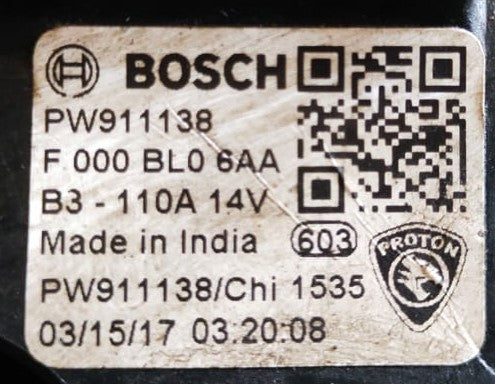 BOSCH
PW911138
F 000 BL0 6AA
B3 - 110A 14V
Made in India 603
PROTON
PW911138/Chi 1535
03/15/17 03:20:08